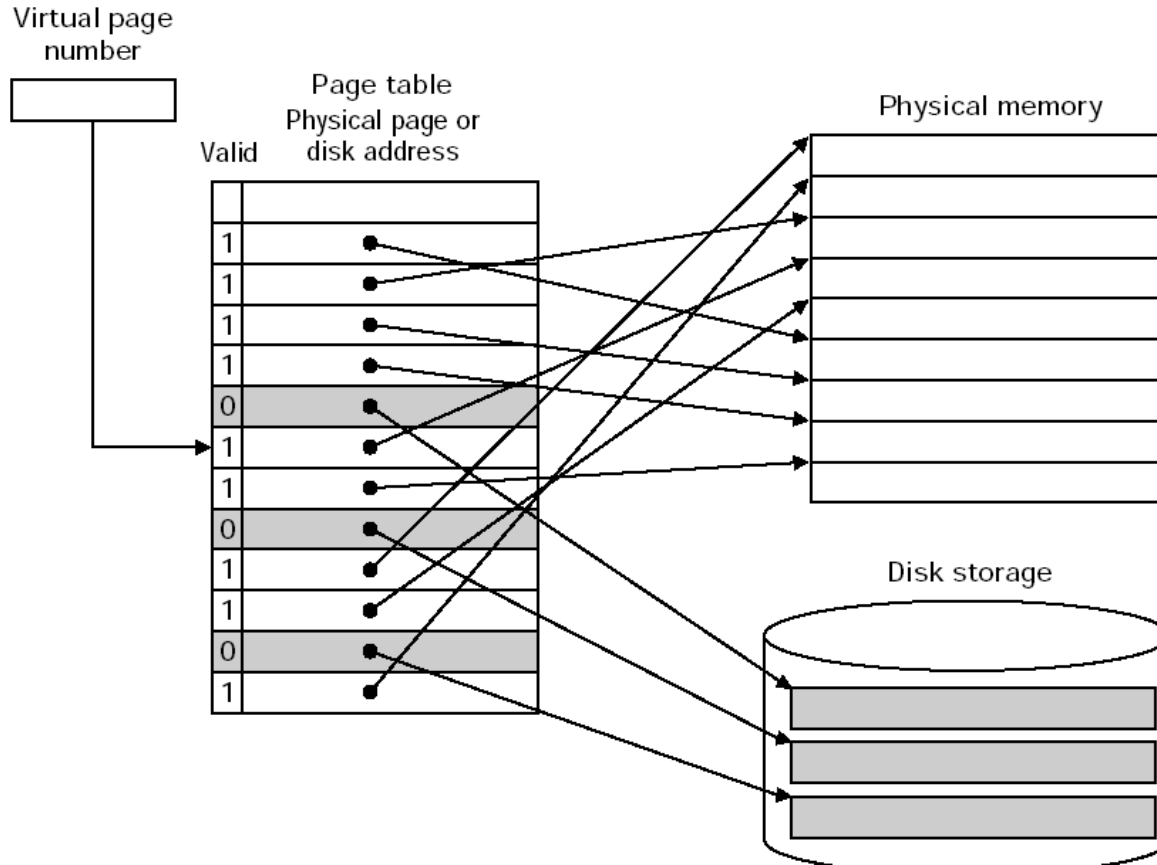 Virtual page
number
Page table
Physical page or
disk address
Valid
Physical memory
1
1
1
1
0
1
1
0
1
1
0
1
Disk storage